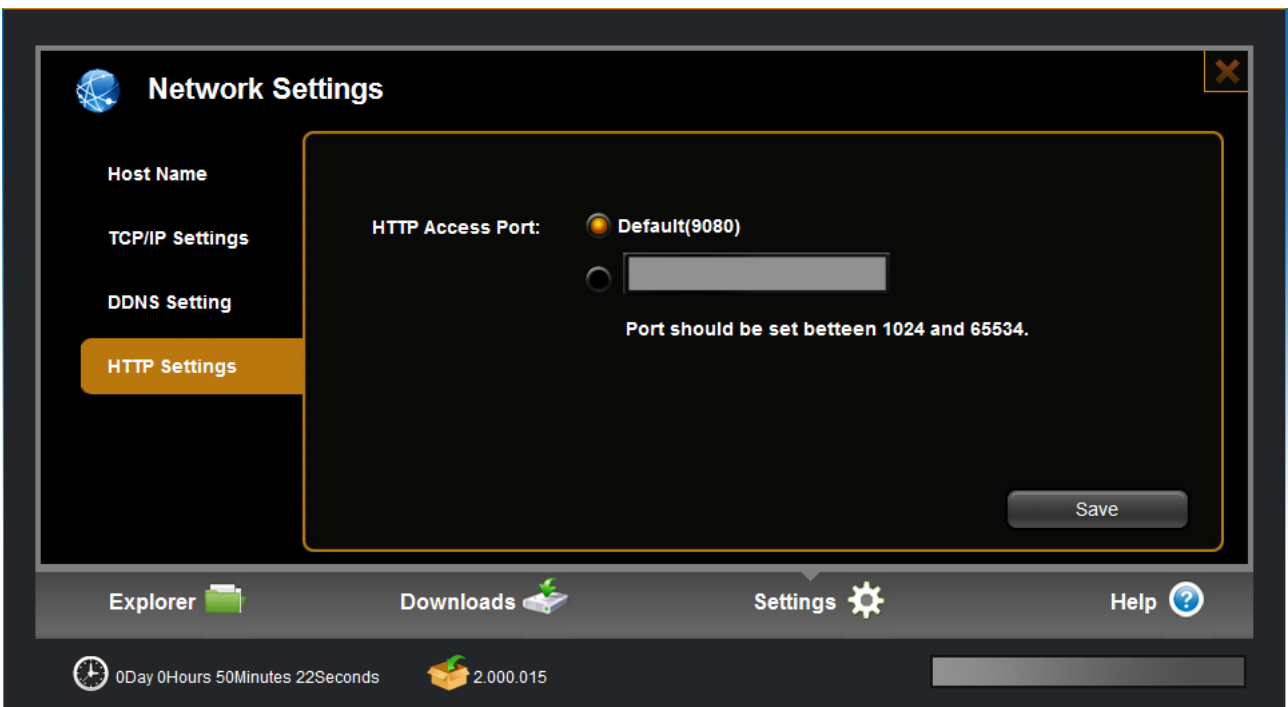 Network Settings
Host Name
TCP/IP Settings
DDNS Setting
HTTP Settings
HTTP Access Port:
Default(9080)
Port should be set betteen 1024 and 65534.
Save
Explorer
Downloads
Settings
Help
0Day 0Hours 50Minutes 22Seconds
2.000.015